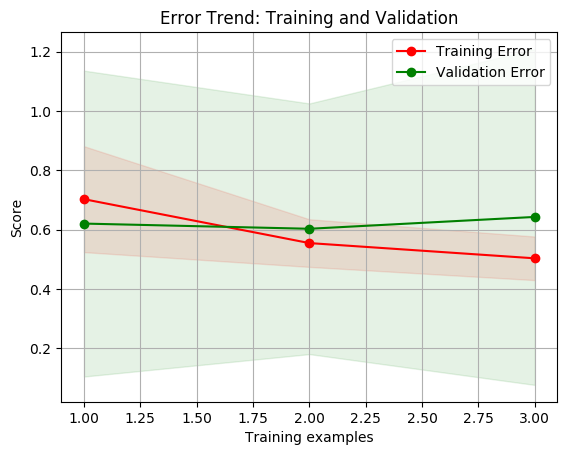 Error Trend: Training and Validation
Training Error
Validation Error
1.2
1.0
0.8
0.6
0.4
0.2
Score
1.00 1.25 1.50 1.75 2.00 2.25 2.50 2.75 3.00
Training examples